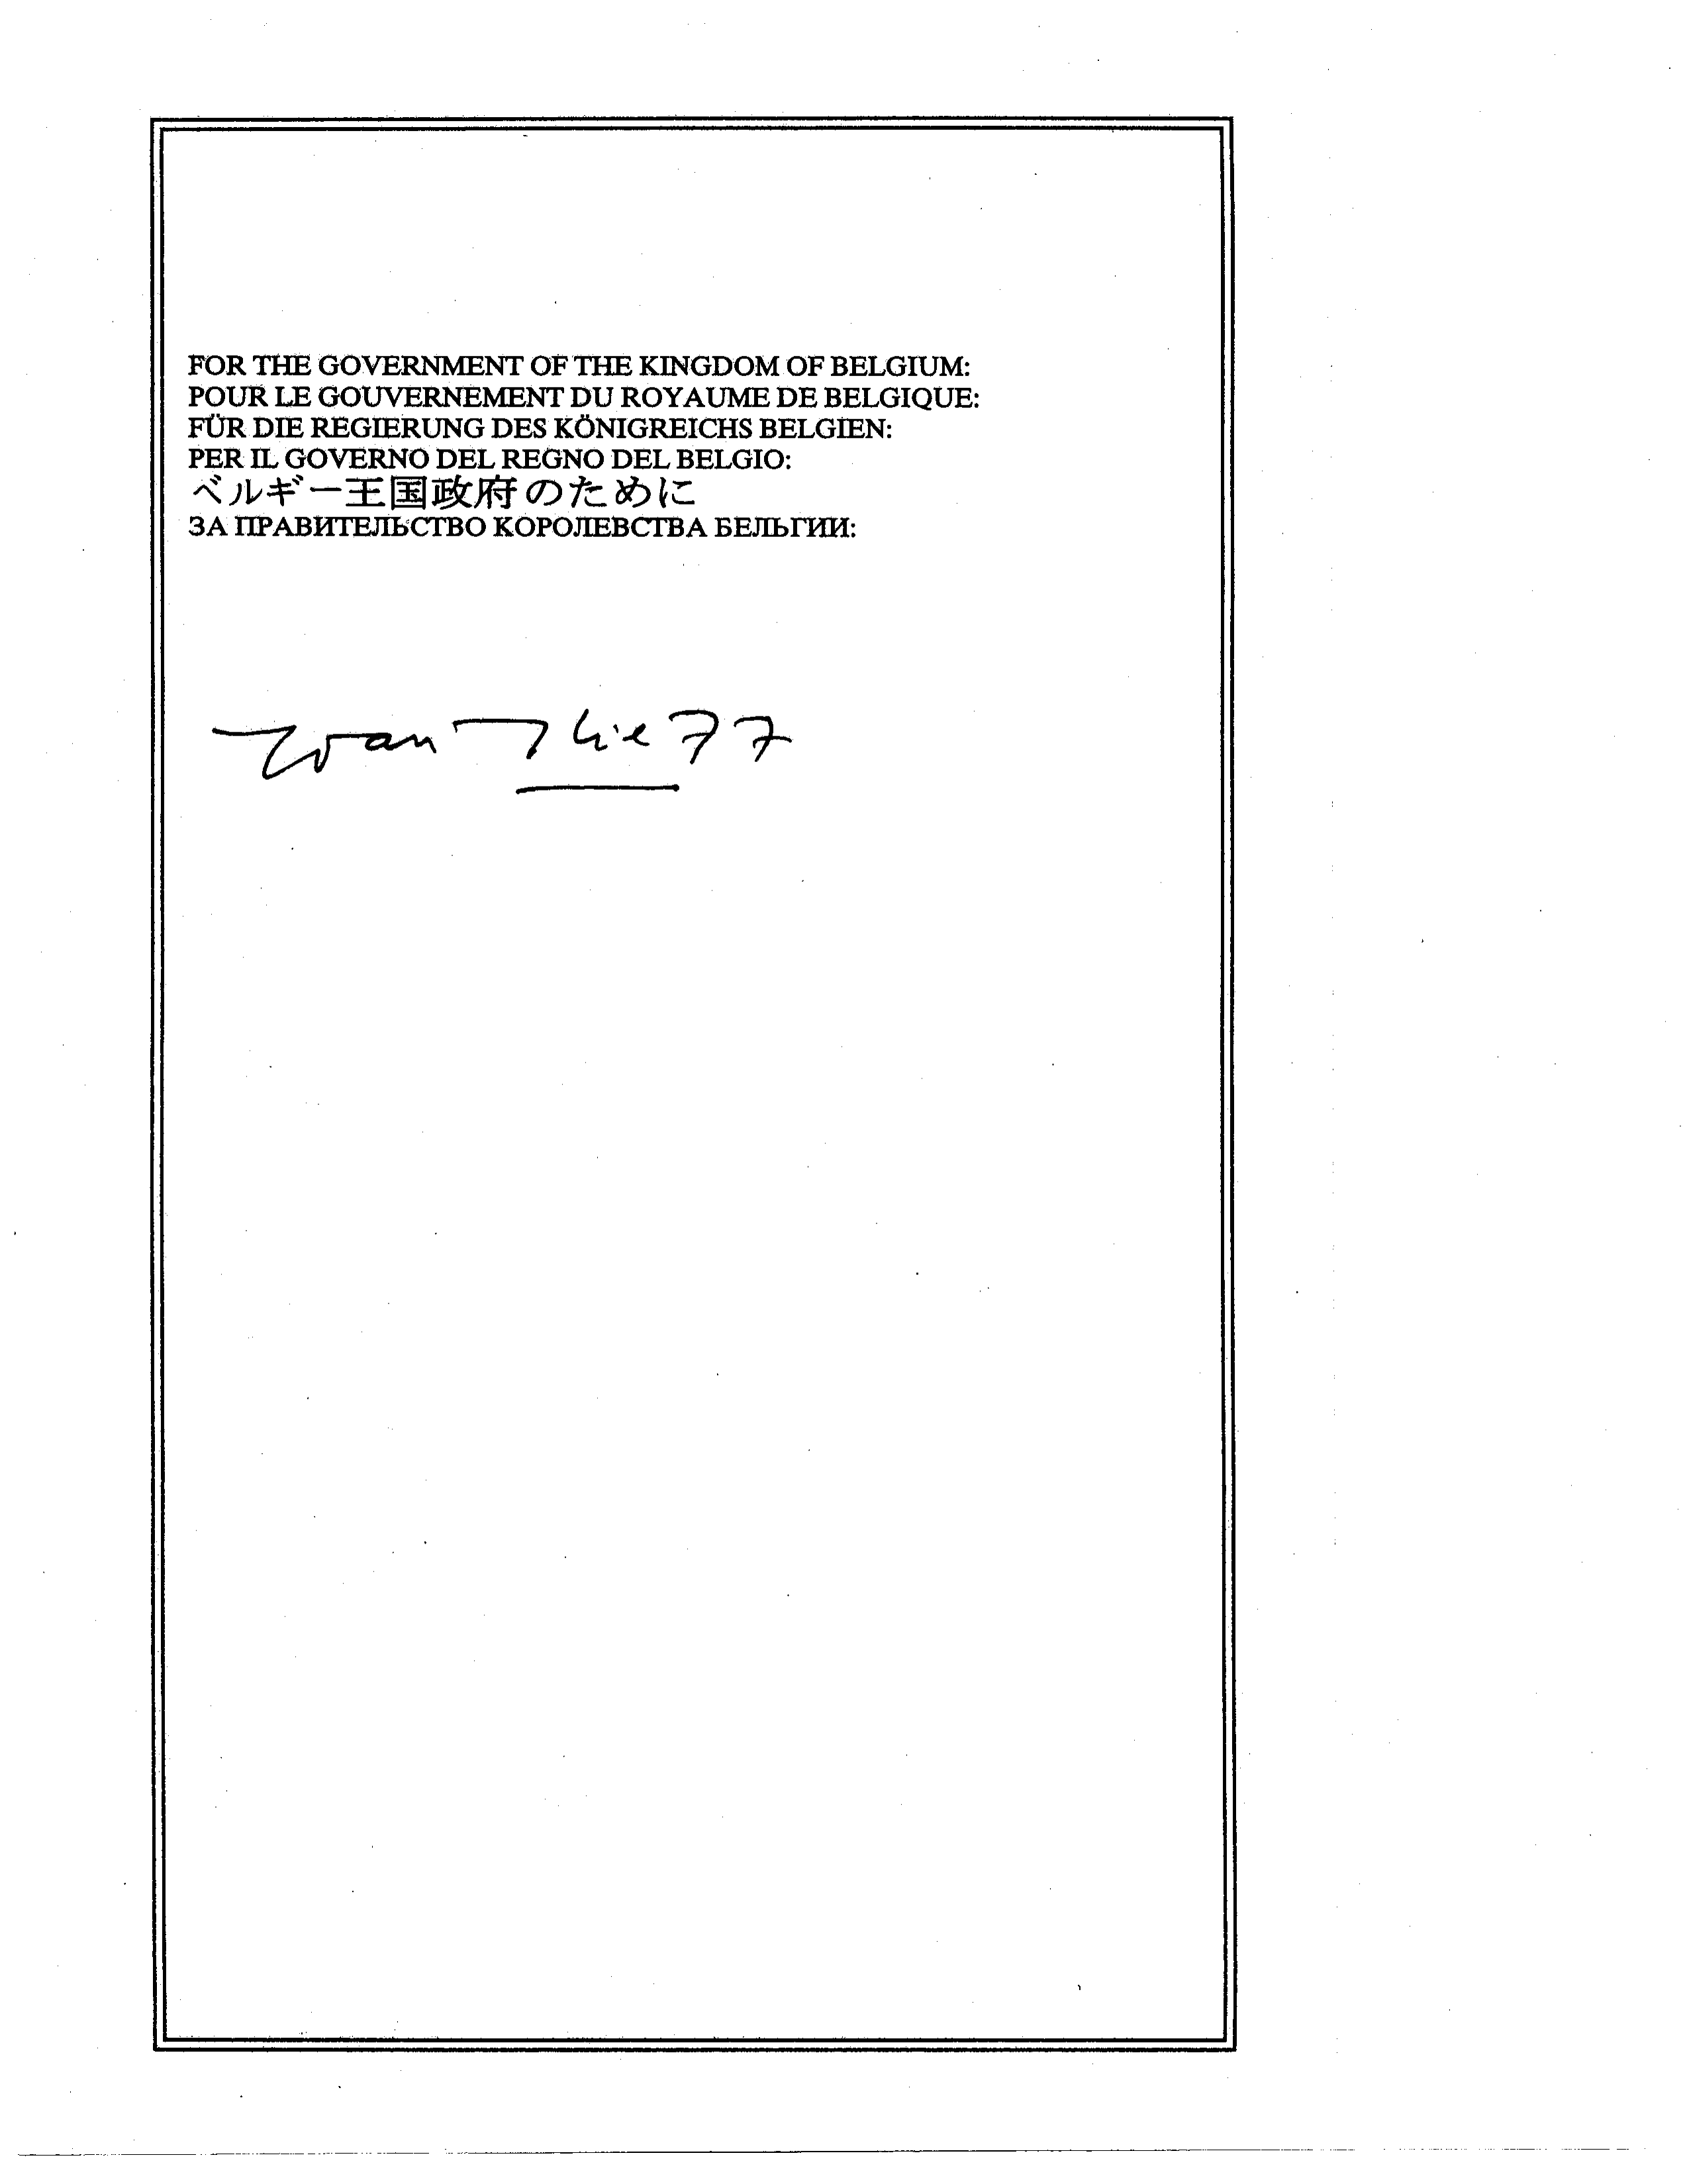 FOR THE GOVERNMENT OF THE KINGDOM OF BELGIUM:
POUR LE GOUVERNEMENT DU ROYAUME DE BELGIQUE:
FÜR DIE REGIERUNG DES KÖNIGREICHS BELGIEN:
PER IL GOVERNO DEL REGNO DEL BELGIO:
ベルギー王国政府のために
ЗА ПРАВИТЕЛЬСТВО КОРОЛЕВСТВА БЕЛЬГИИ: